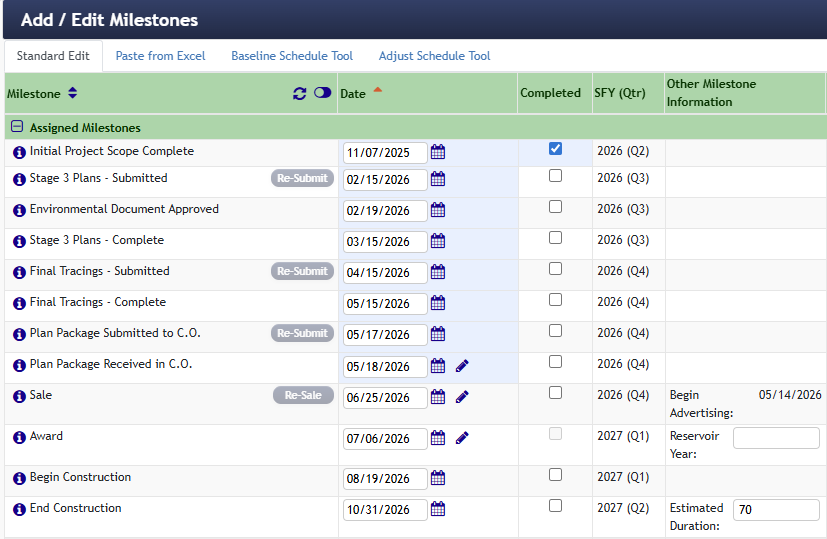 Add / Edit Milestones
Standard Edit Paste from Excel Baseline Schedule Tool Adjust Schedule Tool
Milestone Date Completed SFY (Qtr) Other Milestone
Information
Assigned Milestones
Initial Project Scope Complete 11/07/2025 2026 (Q2)
Stage 3 Plans - Submitted Re-Submit 02/15/2026 2026 (Q3)
Environmental Document Approved 02/19/2026 2026 (Q3)
Stage 3 Plans - Complete 03/15/2026 2026 (Q3)
Final Tracings - Submitted Re-Submit 04/15/2026 2026 (Q4)
Final Tracings - Complete 05/15/2026 2026 (Q4)
Plan Package Submitted to C.O. Re-Submit 05/17/2026 2026 (Q4)
Plan Package Received in C.O. 05/18/2026 2026 (Q4)
Sale Re-Sale 06/25/2026 2026 (Q4) Begin 05/14/2026
Advertising:
Award 07/06/2026 2027 (Q1) Reservoir
Year:
Begin Construction 08/19/2026 2027 (Q1)
End Construction 10/31/2026 2027 (Q2) Estimated 70
Duration: